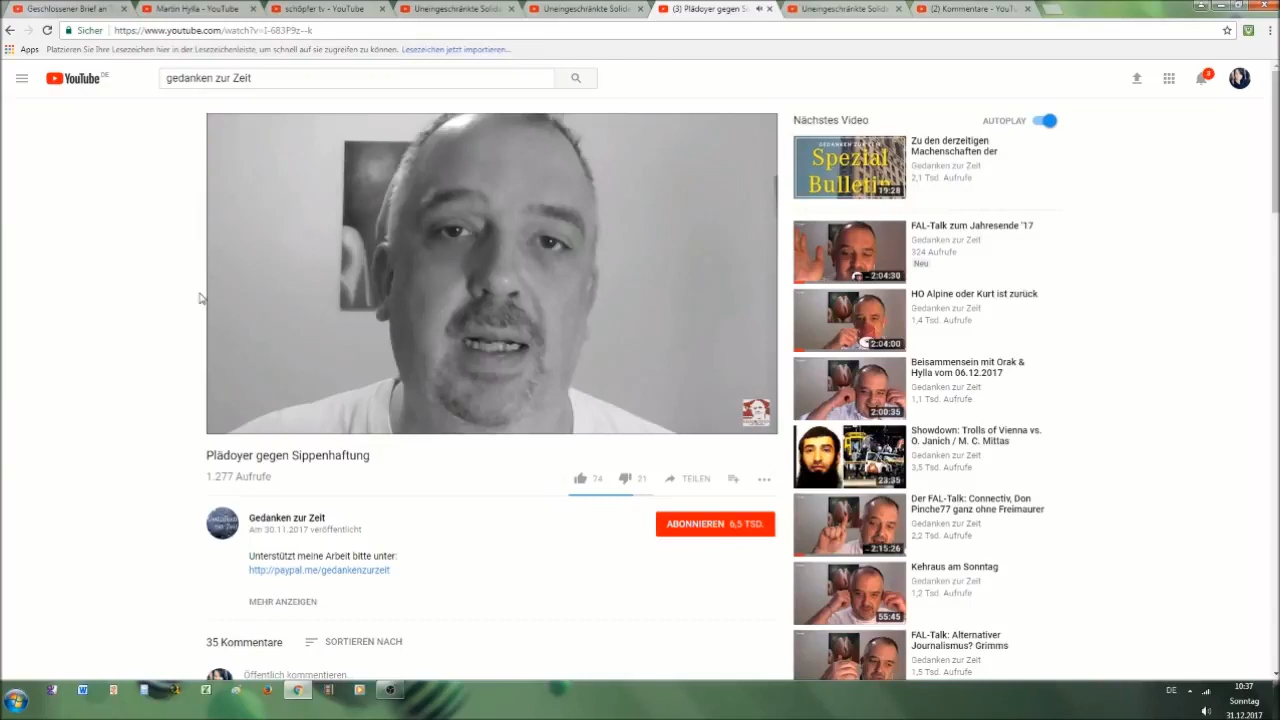 Geschlossener Brief an
Martin Hylla - YouTube
schöpfer tv - YouTube
Uneingeschränkte Solid
Uneingeschränkte Solid
(3) Plädoyer gegen S
Uneingeschränkte Solid
(2) Kommentare - YouT
Sicher
https://www.youtube.com/watch?v=I-683P9z--k
Apps
Platzieren Sie Ihre Lesezeichen hier in der Lesezeichenleiste, um schnell auf sie zugreifen zu können.
Lesezeichen jetzt importieren...
YouTube DE
gedanken zur Zeit
8
Nächstes Video
AUTOPLAY
GEDANKEN ZUR ZEIT
Spezial
Bulletin
19:28
Zu den derzeitigen
Machenschaften der
Gedanken zur Zeit
2,1 Tsd. Aufrufe
2:04:30
FAL-Talk zum Jahresende '17
Gedanken zur Zeit
324 Aufrufe
Neu
2:04:00
HO Alpine oder Kurt ist zurück
Gedanken zur Zeit
1,4 Tsd. Aufrufe
2:00:35
Beisammensein mit Orak &
Hylla vom 06.12.2017
Gedanken zur Zeit
1,1 Tsd. Aufrufe
23:35
Showdown: Trolls of Vienna vs.
O. Janich / M. C. Mittas
Gedanken zur Zeit
3,5 Tsd. Aufrufe
2:15:26
Der FAL-Talk: Connectiv, Don
Pinche77 ganz ohne Freimaurer
Gedanken zur Zeit
2,2 Tsd. Aufrufe
55:45
Kehraus am Sonntag
Gedanken zur Zeit
1,2 Tsd. Aufrufe
FAL-Talk: Alternativer
Journalismus? Grimms
Gedanken zur Zeit
1,5 Tsd. Aufrufe
Plädoyer gegen Sippenhaftung
1.277 Aufrufe
74
21
TEILEN
Gedanken zur Zeit
Am 30.11.2017 veröffentlicht
ABONNIEREN 6,5 TSD.
Unterstützt meine Arbeit bitte unter:
http://paypal.me/gedankenzurzeit
MEHR ANZEIGEN
35 Kommentare
SORTIEREN NACH
Öffentlich kommentieren...
DE
10:37
Sonntag
31.12.2017